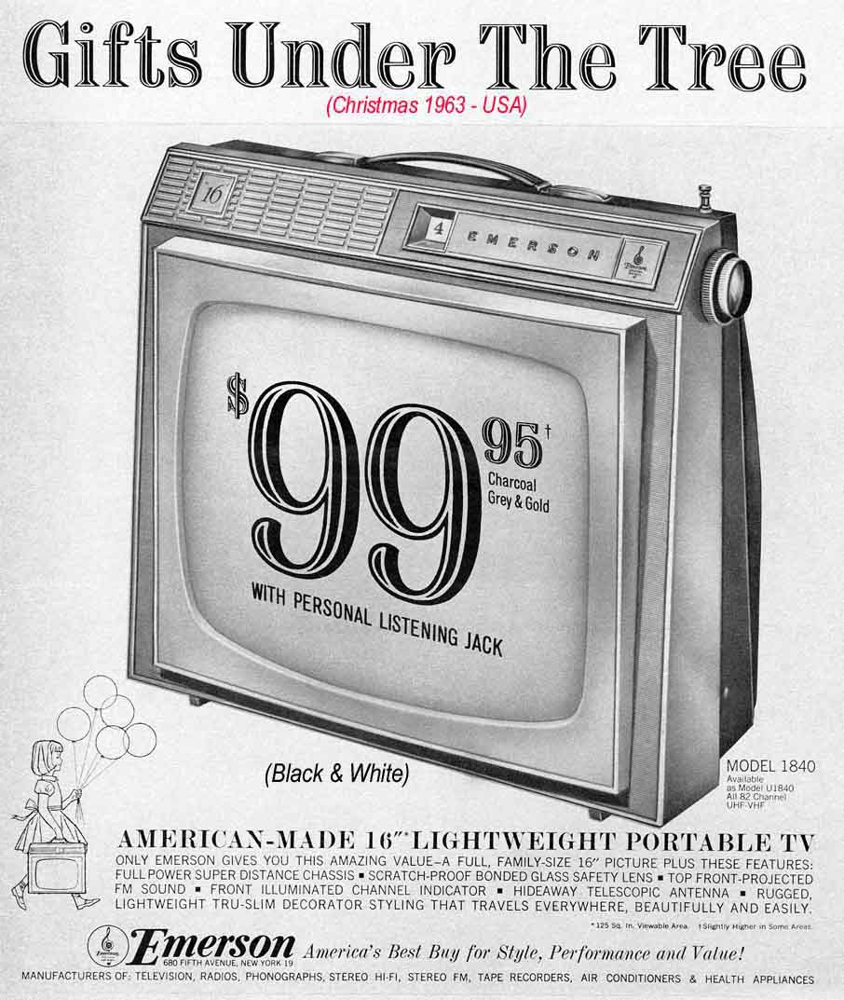 Gifts Under The Tree
(Christmas 1963 - USA)
16
4 EMERSON
Emerson
$99 95†
Charcoal
Grey & Gold
WITH PERSONAL LISTENING JACK
(Black & White)
MODEL 1840
Available
as Model U1840
All 82 Channel
UHF-VHF
AMERICAN-MADE 16″* LIGHTWEIGHT PORTABLE TV
ONLY EMERSON GIVES YOU THIS AMAZING VALUE—A FULL, FAMILY-SIZE 16″ PICTURE PLUS THESE FEATURES:
FULL POWER SUPER DISTANCE CHASSIS ■ SCRATCH-PROOF BONDED GLASS SAFETY LENS ■ TOP FRONT-PROJECTED
FM SOUND ■ FRONT ILLUMINATED CHANNEL INDICATOR ■ HIDEAWAY TELESCOPIC ANTENNA ■ RUGGED,
LIGHTWEIGHT TRU-SLIM DECORATOR STYLING THAT TRAVELS EVERYWHERE, BEAUTIFULLY AND EASILY.
*125 Sq. In. Viewable Area. †Slightly Higher in Some Areas.
Emerson
680 FIFTH AVENUE, NEW YORK 19
America's Best Buy for Style, Performance and Value!
MANUFACTURERS OF: TELEVISION, RADIOS, PHONOGRAPHS, STEREO HI-FI, STEREO FM, TAPE RECORDERS, AIR CONDITIONERS & HEALTH APPLIANCES